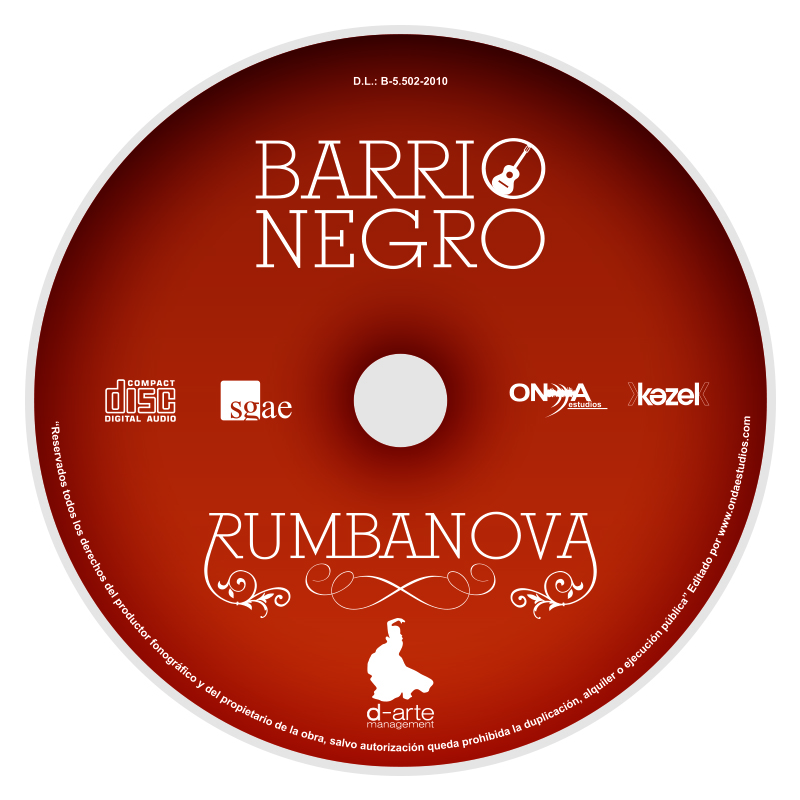 D.L.: B-5.502-2010
BARRIO
NEGRO
COMPACT
disc
DIGITAL AUDIO
sgae
ONDA
estudios
kəzel
RUMBANOVA
d-arte
management
"Reservados todos los derechos del productor fonográfico y del propietario de la obra, salvo autorización queda prohibida la duplicación, alquiler o ejecución pública" Editado por www.ondaestudios.com